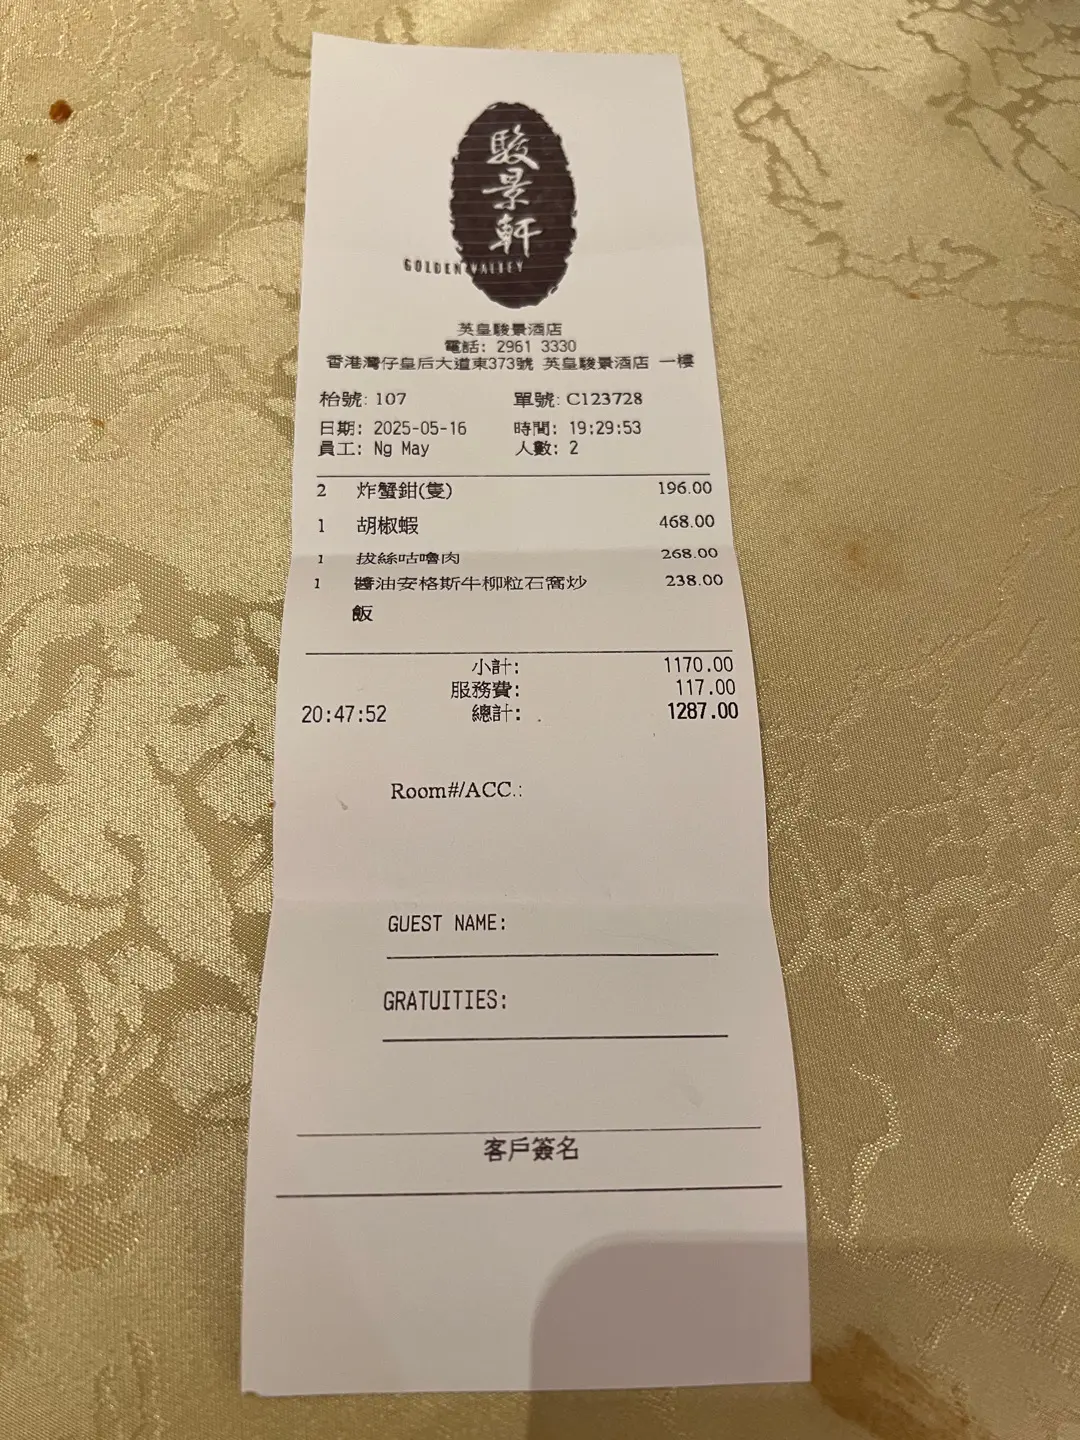 駿景軒
GOLDEN VALLEY
英皇駿景酒店
電話: 2961 3330
香港灣仔皇后大道東373號 英皇駿景酒店 一樓
枱號: 107 單號: C123728
日期: 2025-05-16 時間: 19:29:53
員工: Ng May 人數: 2
2 炸蟹鉗(隻) 196.00
1 胡椒蝦 468.00
1 拔絲咕嚕肉 268.00
1 醬油安格斯牛柳粒石窩炒 238.00
飯
小計: 1170.00
服務費: 117.00
20:47:52 總計: 1287.00
Room#/ACC.:
GUEST NAME:
GRATUITIES:
客戶簽名